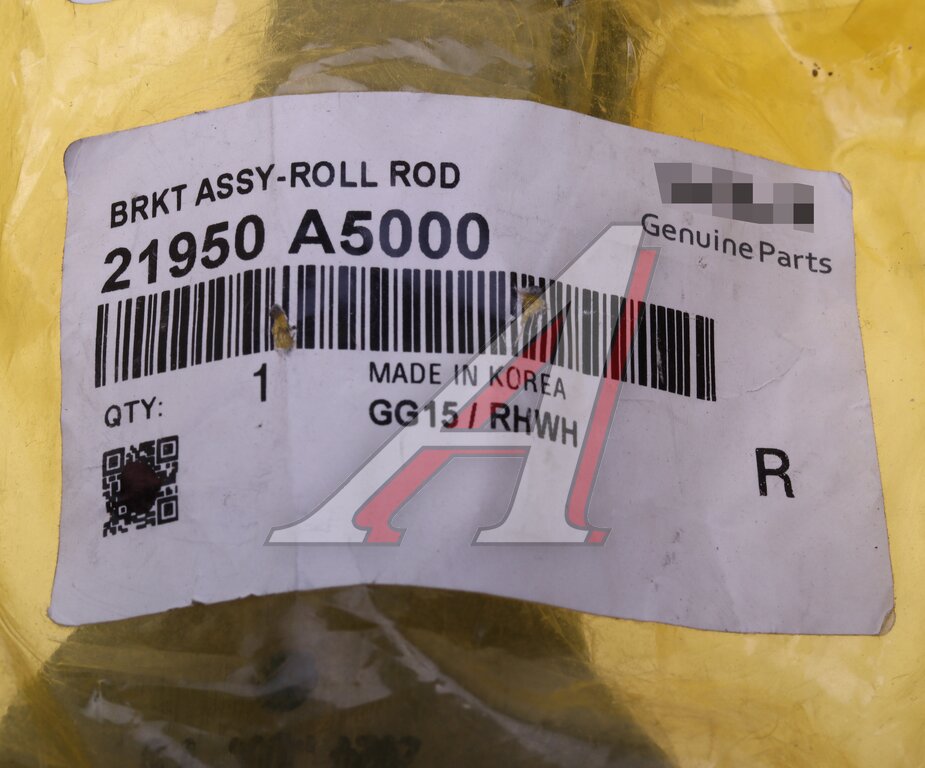 BRKT ASSY-ROLL ROD
21950 A5000
Genuine Parts
QTY: 1
MADE IN KOREA
GG15 / RHWH
R